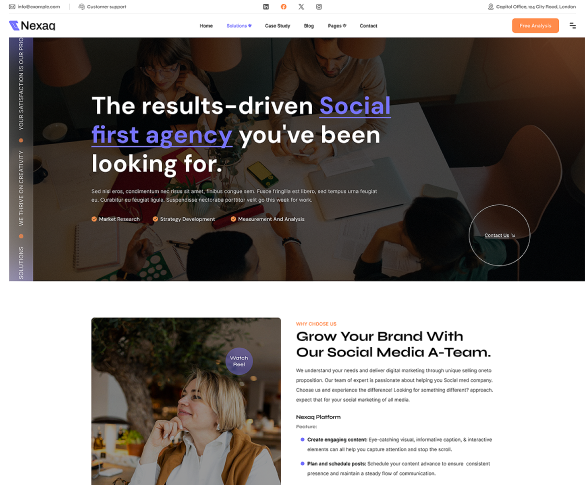 info@example.com
Customer support
Capitol Office, 124 City Road, London
Nexaq
Home
Solutions
Case Study
Blog
Pages
Contact
Free Analysis
YOUR SATISFACTION IS OUR PRO
WE THRIVE ON CREATIVITY
SOLUTIONS
The results-driven Social
first agency you've been
looking for.
Sed nisl eros, condimentum nec risus sit amet, finibus congue sem. Fusce fringilla est libero, sed tempus urna feugiat
eu. Curabitur eu feugiat ligula. Suspendisse nectoraba porttitor velit go this week for work.
Market Research
Strategy Development
Measurement And Analysis
Contact Us
Watch
Reel
WHY CHOOSE US
Grow Your Brand With
Our Social Media A-Team.
We understand your needs and deliver digital marketing through unique selling oneto
proposition. Our team of expert is passionate about helping you Social med company.
Choose us and experience the difference! Looking for something different? approach.
expect that for your social marketing of all media.
Nexaq Platform
Feature:
Create engaging content: Eye-catching visual, informative caption, & interactive
elements can all help you capture attention and stop the scroll.
Plan and schedule posts: Schedule your content advance to ensure consistent
presence and maintain a steady flow of communication.